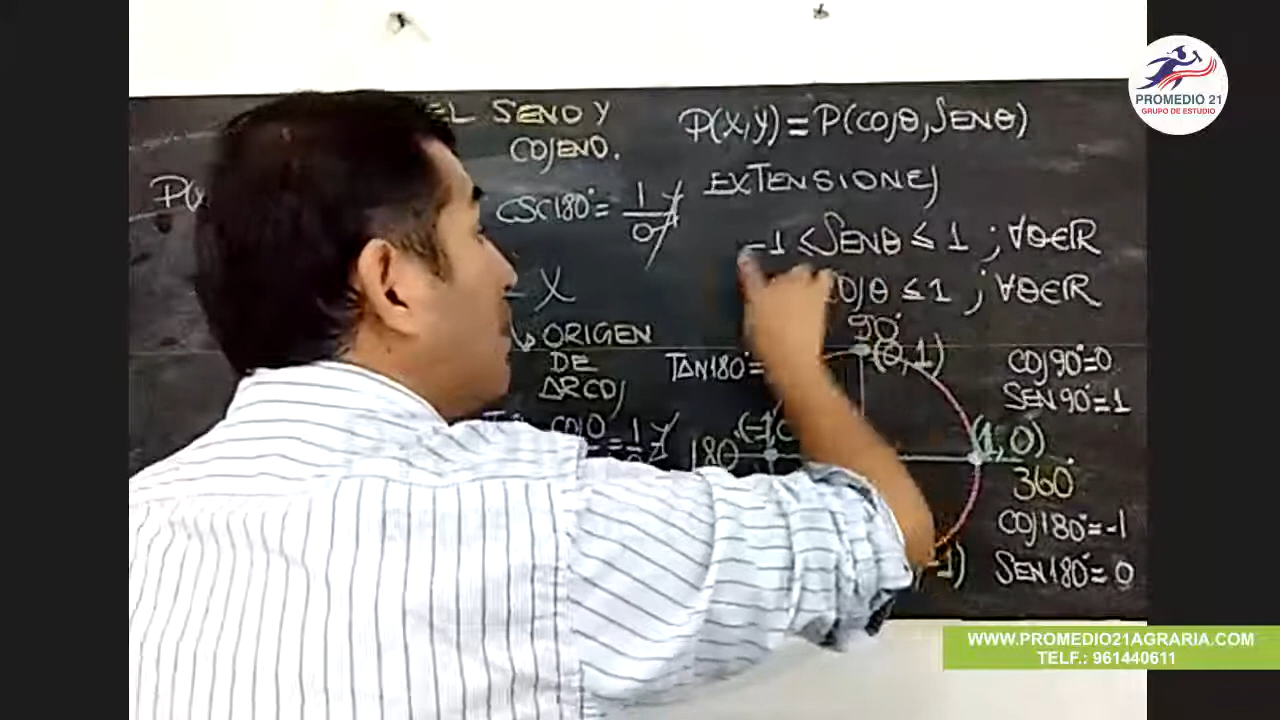 EL SENO Y
COSENO.
P(X,Y) = P(COSθ, SENθ)
EXTENSIONES
CSC180° = 1/0
-1 ≤ SENθ ≤ 1 ; ∀θ∈R
COSθ ≤ 1 ; ∀θ∈R
X
ORIGEN
DE
ARCOS
90°
(0,1)
TAN180° =
COS90°=0
SEN90°=1
(1,0)
180°
360°
COS180°=-1
SEN180°=0
PROMEDIO 21
GRUPO DE ESTUDIO
WWW.PROMEDIO21AGRARIA.COM
TELF.: 961440611